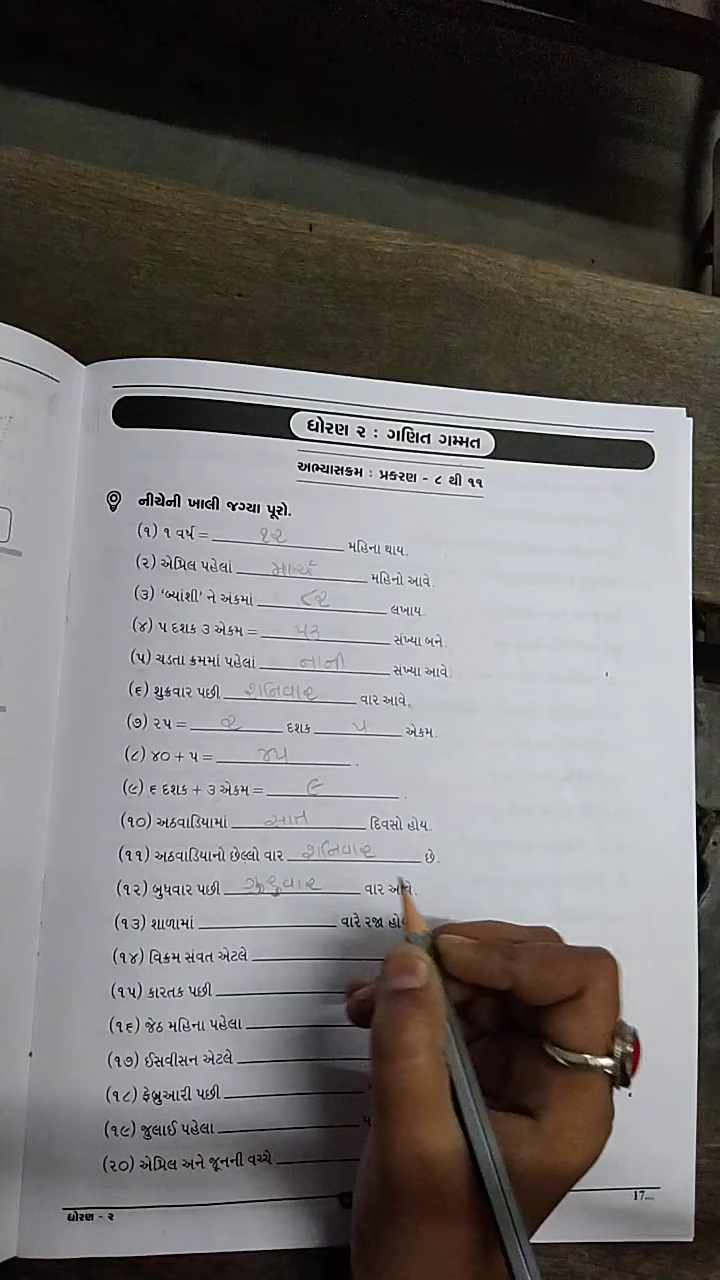 ધોરણ ૨ : ગણિત ગમ્મત
અભ્યાસક્રમ : પ્રકરણ - ૮ થી ૧૧
નીચેની ખાલી જગ્યા પૂરો.
(૧) ૧ વર્ષ = ૧૨ મહિના થાય.
(૨) એપ્રિલ પહેલાં માર્ચ મહિનો આવે.
(૩) 'બ્યાંશી' ને અંકમાં ૮૨ લખાય.
(૪) ૫ દશક ૩ એકમ = ૫૩ સંખ્યા બને.
(૫) ચડતા ક્રમમાં પહેલાં નાની સંખ્યા આવે.
(૬) શુક્રવાર પછી શનિવાર વાર આવે.
(૭) ૨૫ = ૨ દશક ૫ એકમ.
(૮) ૪૦ + ૫ = ૪૫ .
(૯) ૬ દશક + ૩ એકમ = ૯ .
(૧૦) અઠવાડિયામાં સાત દિવસો હોય.
(૧૧) અઠવાડિયાનો છેલ્લો વાર શનિવાર છે.
(૧૨) બુધવાર પછી ગુરુવાર વાર આવે.
(૧૩) શાળામાં વારે રજા હોય
(૧૪) વિક્રમ સંવત એટલે
(૧૫) કારતક પછી
(૧૬) જેઠ મહિના પહેલા
(૧૭) ઈસવીસન એટલે
(૧૮) ફેબ્રુઆરી પછી
(૧૯) જુલાઈ પહેલા
(૨૦) એપ્રિલ અને જૂનની વચ્ચે
ધોરણ - ૨ 17...